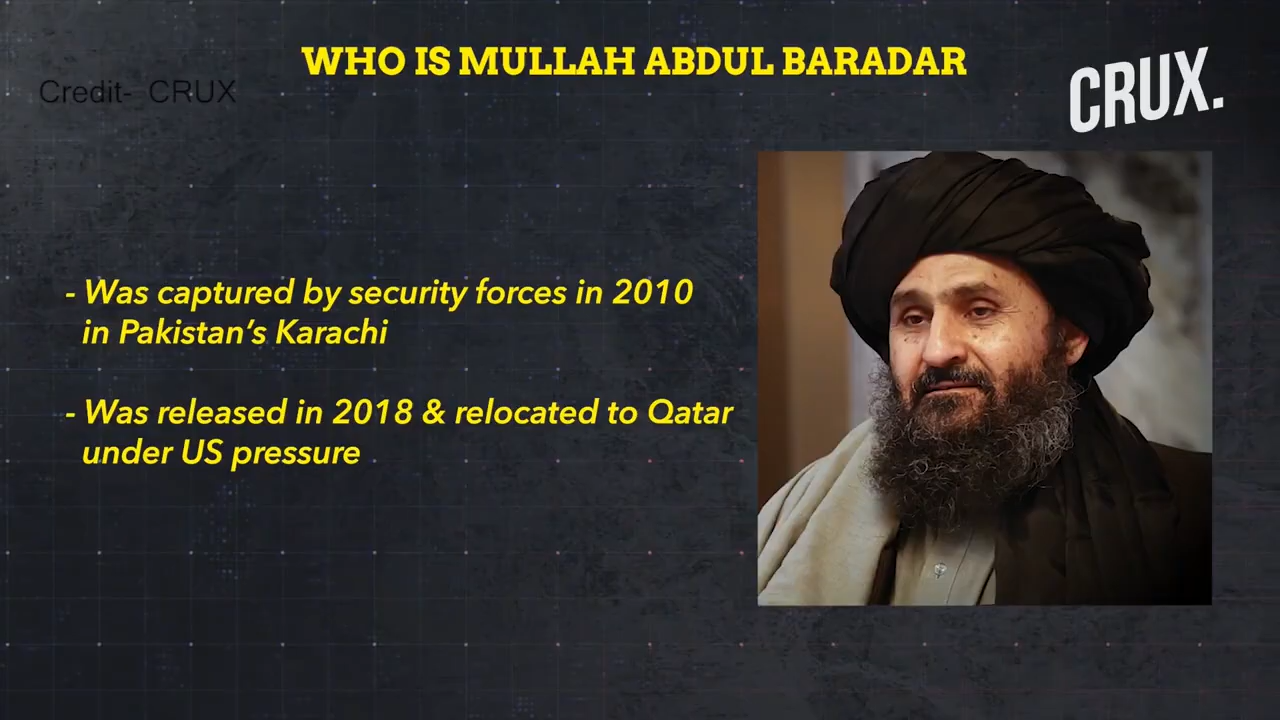 WHO IS MULLAH ABDUL BARADAR
Credit- CRUX
CRUX.
- Was captured by security forces in 2010
in Pakistan's Karachi
- Was released in 2018 & relocated to Qatar
under US pressure